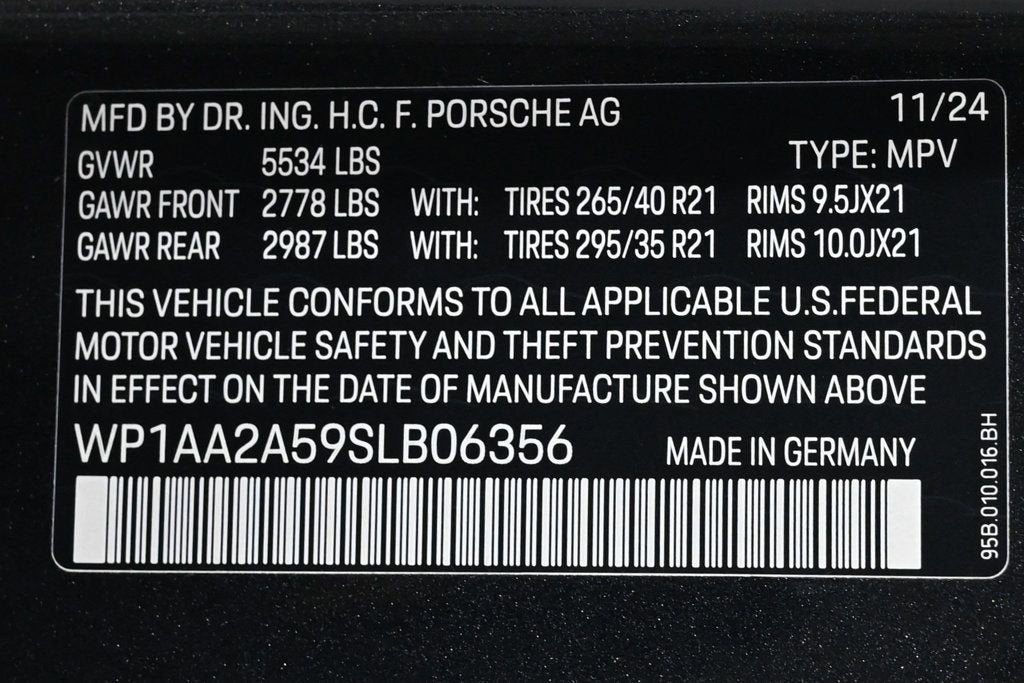 MFD BY DR. ING. H.C. F. PORSCHE AG 11/24
GVWR 5534 LBS TYPE: MPV
GAWR FRONT 2778 LBS WITH: TIRES 265/40 R21 RIMS 9.5JX21
GAWR REAR 2987 LBS WITH: TIRES 295/35 R21 RIMS 10.0JX21
THIS VEHICLE CONFORMS TO ALL APPLICABLE U.S.FEDERAL
MOTOR VEHICLE SAFETY AND THEFT PREVENTION STANDARDS
IN EFFECT ON THE DATE OF MANUFACTURE SHOWN ABOVE
WP1AA2A59SLB06356 MADE IN GERMANY
95B.010.016.BH